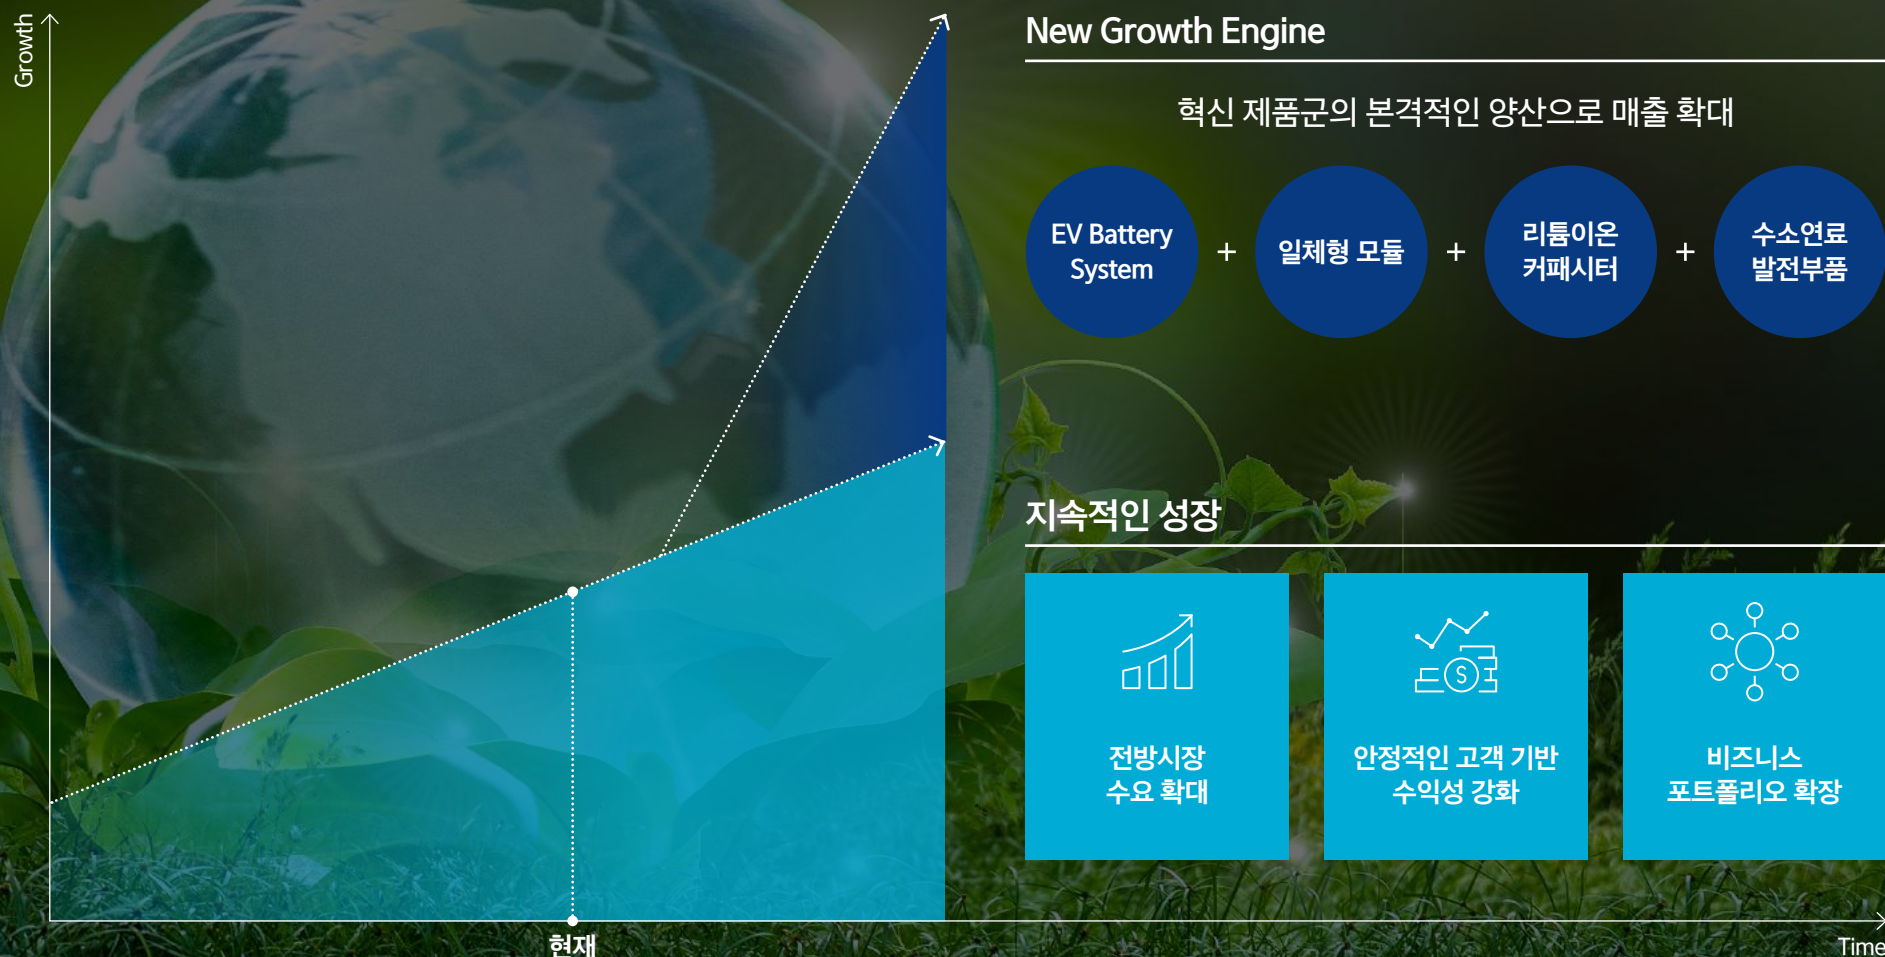 Growth
New Growth Engine
혁신 제품군의 본격적인 양산으로 매출 확대
EV Battery
System
+
일체형 모듈
+
리튬이온
커패시터
+
수소연료
발전부품
지속적인 성장
전방시장
수요 확대
안정적인 고객 기반
수익성 강화
비즈니스
포트폴리오 확장
현재
Time